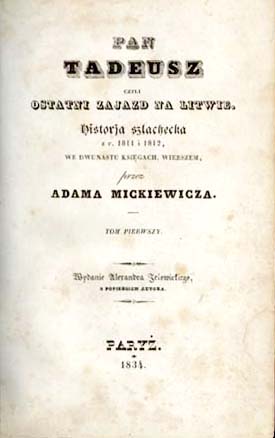 PAN
TADEUSZ
CZYLI
OSTATNI ZAJAZD NA LITWIE.
Historja szlachecka
z r. 1811 i 1812,
WE DWUNASTU KSIĘGACH, WIERSZEM,
przez
ADAMA MICKIEWICZA.
TOM PIERWSZY.
Wydanie Alexandra Jełowickiego,
Z POPIERSIEM AUTORA.
PARYŻ.
1834.